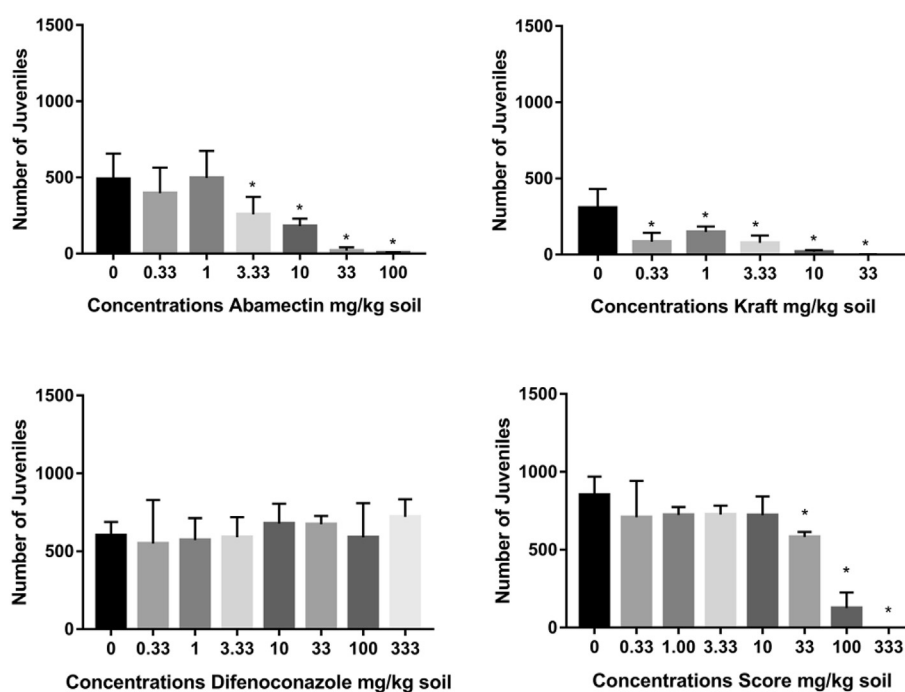 1500
1000
500
0
Number of Juveniles
* * * *
0 0.33 1 3.33 10 33 100
Concentrations Abamectin mg/kg soil
1500
1000
500
0
Number of Juveniles
* * * * *
0 0.33 1 3.33 10 33
Concentrations Kraft mg/kg soil
1500
1000
500
0
Number of Juveniles
0 0.33 1 3.33 10 33 100 333
Concentrations Difenoconazole mg/kg soil
1500
1000
500
0
Number of Juveniles
* * *
0 0.33 1.00 3.33 10 33 100 333
Concentrations Score mg/kg soil